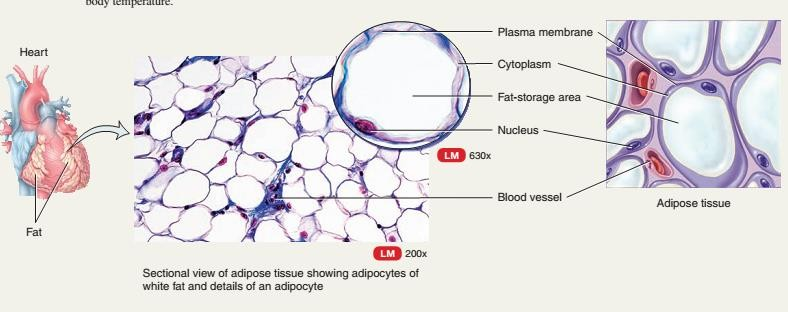 body temperature.
Heart
Fat
Plasma membrane
Cytoplasm
Fat-storage area
Nucleus
LM 630x
Blood vessel
LM 200x
Sectional view of adipose tissue showing adipocytes of
white fat and details of an adipocyte
Adipose tissue